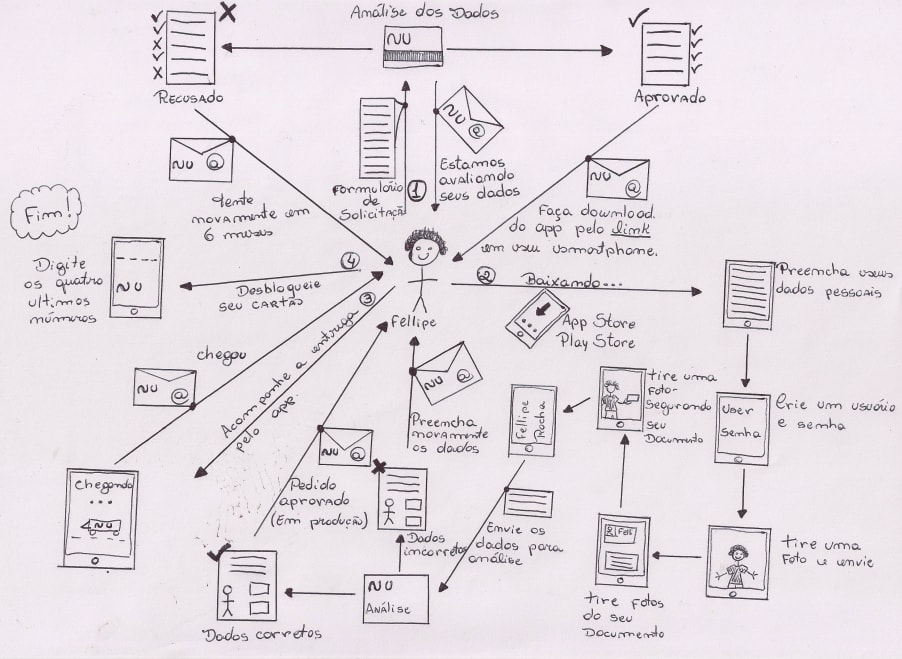 Análise dos Dados
NU
Recusado
Aprovado
NU @
NU @
NU @
Formulário
de
Solicitação
1
Estamos
avaliando
seus dados
Tente
novamente em
6 meses
Faça download
do app pelo link
em seu smartphone.
Fim!
Digite
os quatro
ultimos
números
NU
4
Desbloqueie
seu CARTÃO
Fellipe
2
Baixando...
App Store
Play Store
Preencha seus
dados pessoais
3
Acompanhe a entrega
pelo
app.
chegou
NU @
NU @
Preencha
novamente
os dados
Fellipe
Rocha
Tire uma
Foto
Segurando
seu
Documento
User
Senha
Crie um usuário
e senha
Chegando
...
NU
NU @
Pedido
aprovado
(Em produção)
Dados
incorretos
Envie os
dados para
análise
Feli
Tire uma
Foto e envie
Tire fotos
do seu
Documento
NU
Análise
Dados corretos